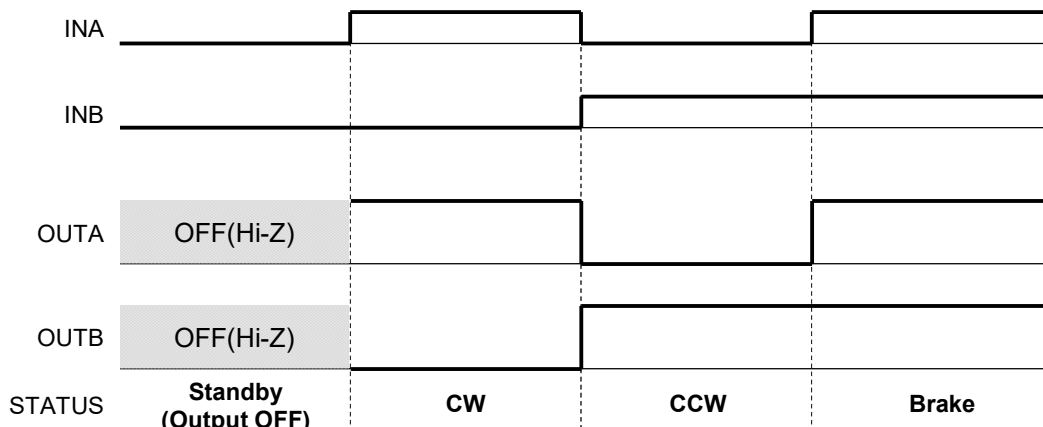 INA
INB
OUTA OFF(Hi-Z)
OUTB OFF(Hi-Z)
STATUS Standby (Output OFF) CW CCW Brake